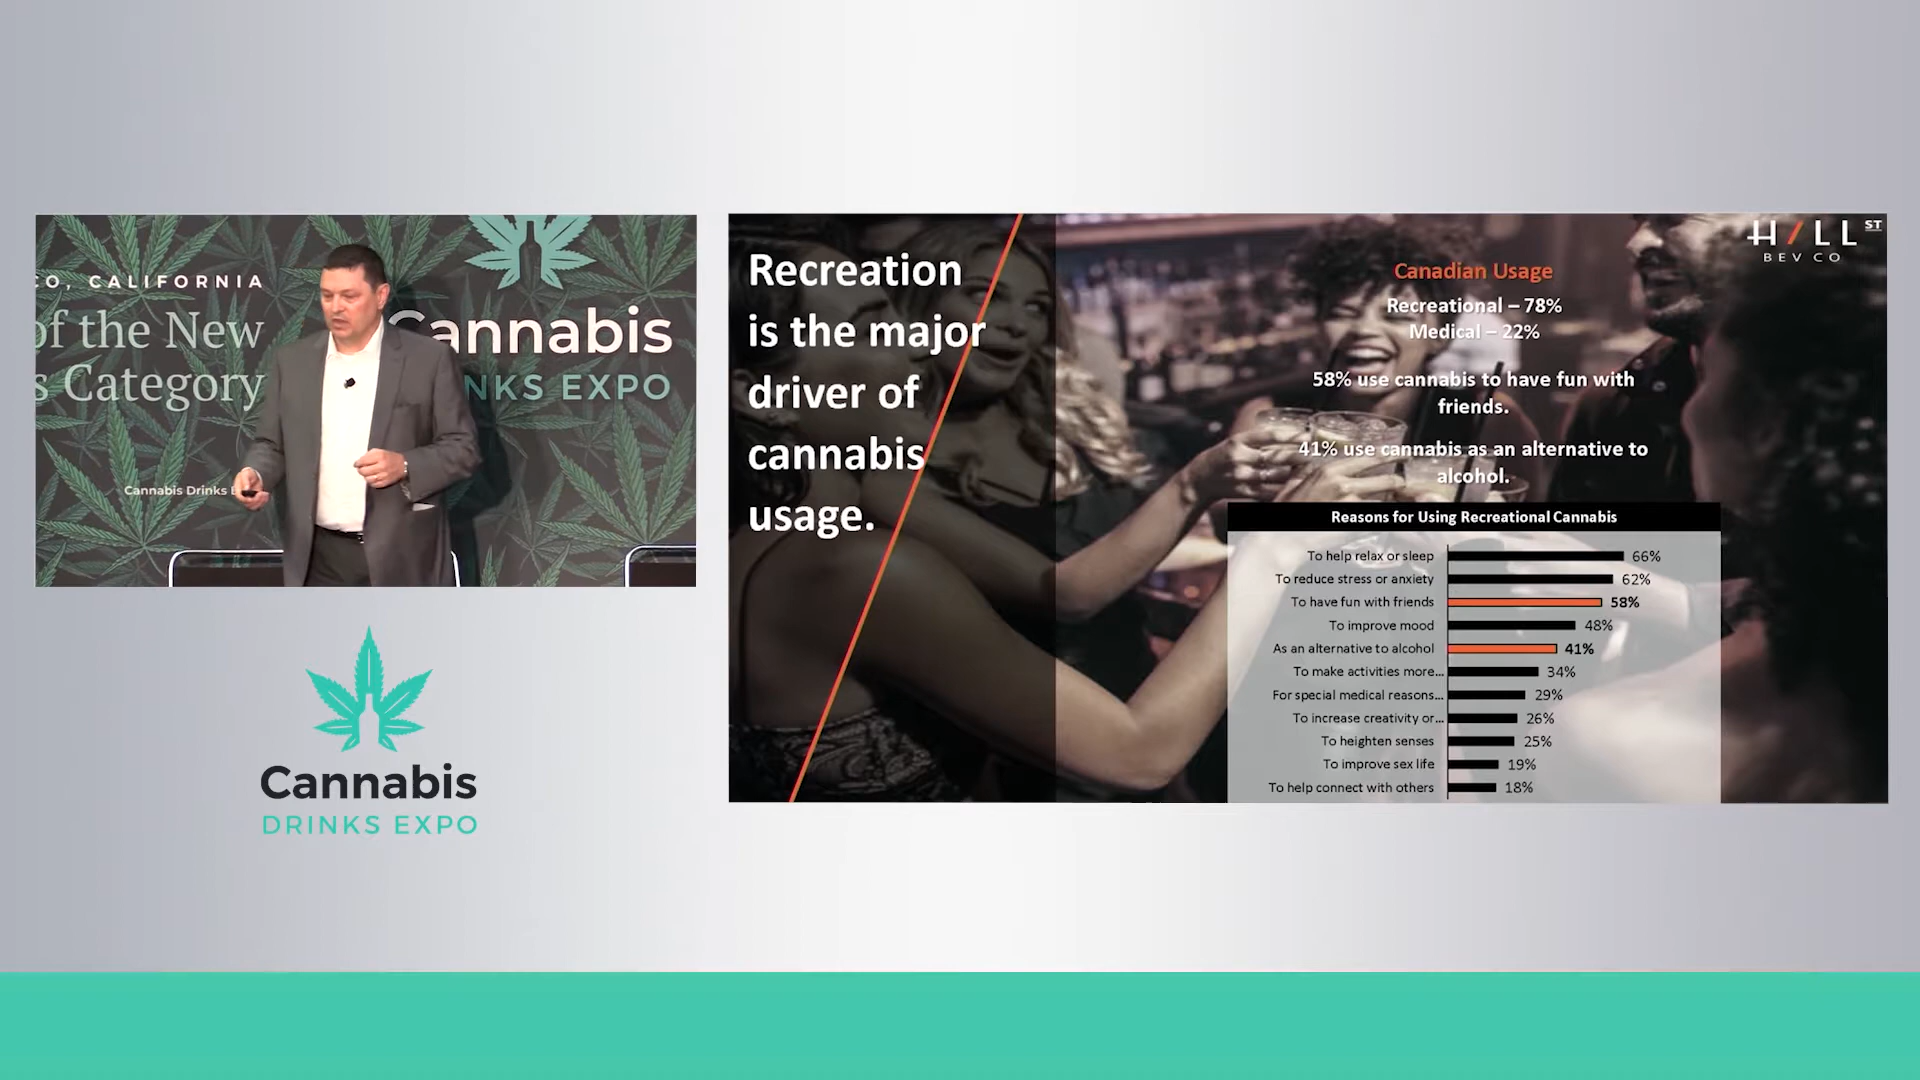 CO, CALIFORNIA
of the New
s Category
Cannabis
NKS EXPO
Cannabis Drinks
Cannabis
DRINKS EXPO
Recreation
is the major
driver of
cannabis
usage.
H/LL ST
BEV CO
Canadian Usage
Recreational – 78%
Medical – 22%
58% use cannabis to have fun with
friends.
41% use cannabis as an alternative to
alcohol.
Reasons for Using Recreational Cannabis
To help relax or sleep 66%
To reduce stress or anxiety 62%
To have fun with friends 58%
To improve mood 48%
As an alternative to alcohol 41%
To make activities more... 34%
For special medical reasons... 29%
To increase creativity or... 26%
To heighten senses 25%
To improve sex life 19%
To help connect with others 18%